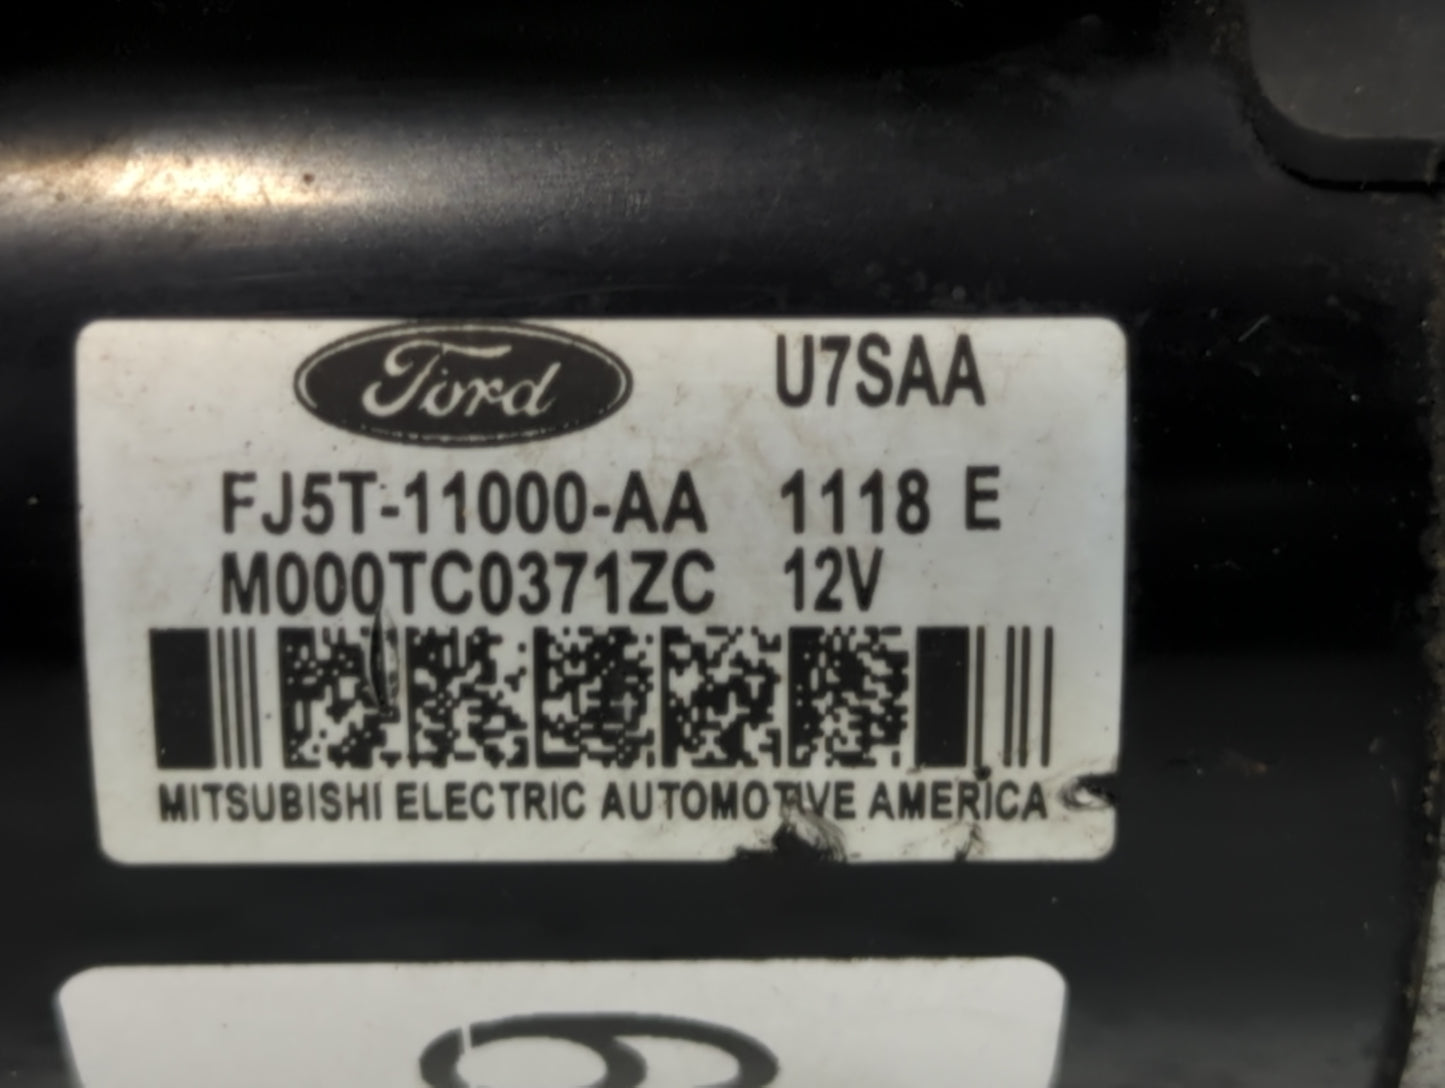 Ford U7SAA
FJ5T-11000-AA 1118 E
M000TC0371ZC 12V
MITSUBISHI ELECTRIC AUTOMOTIVE AMERICA